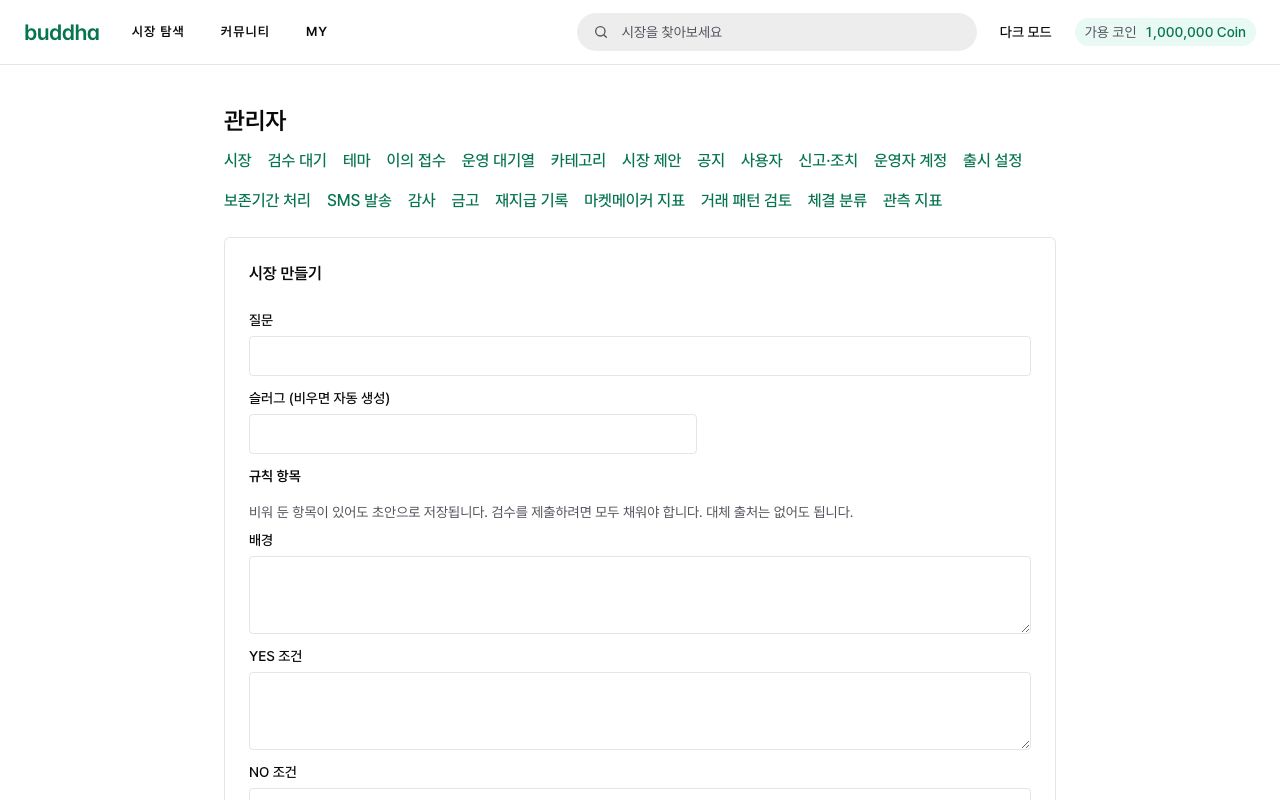 buddha 시장 탐색 커뮤니티 MY 시장을 찾아보세요 다크 모드 가용 코인 1,000,000 Coin
관리자
시장 검수 대기 테마 이의 접수 운영 대기열 카테고리 시장 제안 공지 사용자 신고·조치 운영자 계정 출시 설정
보존기간 처리 SMS 발송 감사 금고 재지급 기록 마켓메이커 지표 거래 패턴 검토 체결 분류 관측 지표
시장 만들기
질문
슬러그 (비우면 자동 생성)
규칙 항목
비워 둔 항목이 있어도 초안으로 저장됩니다. 검수를 제출하려면 모두 채워야 합니다. 대체 출처는 없어도 됩니다.
배경
YES 조건
NO 조건